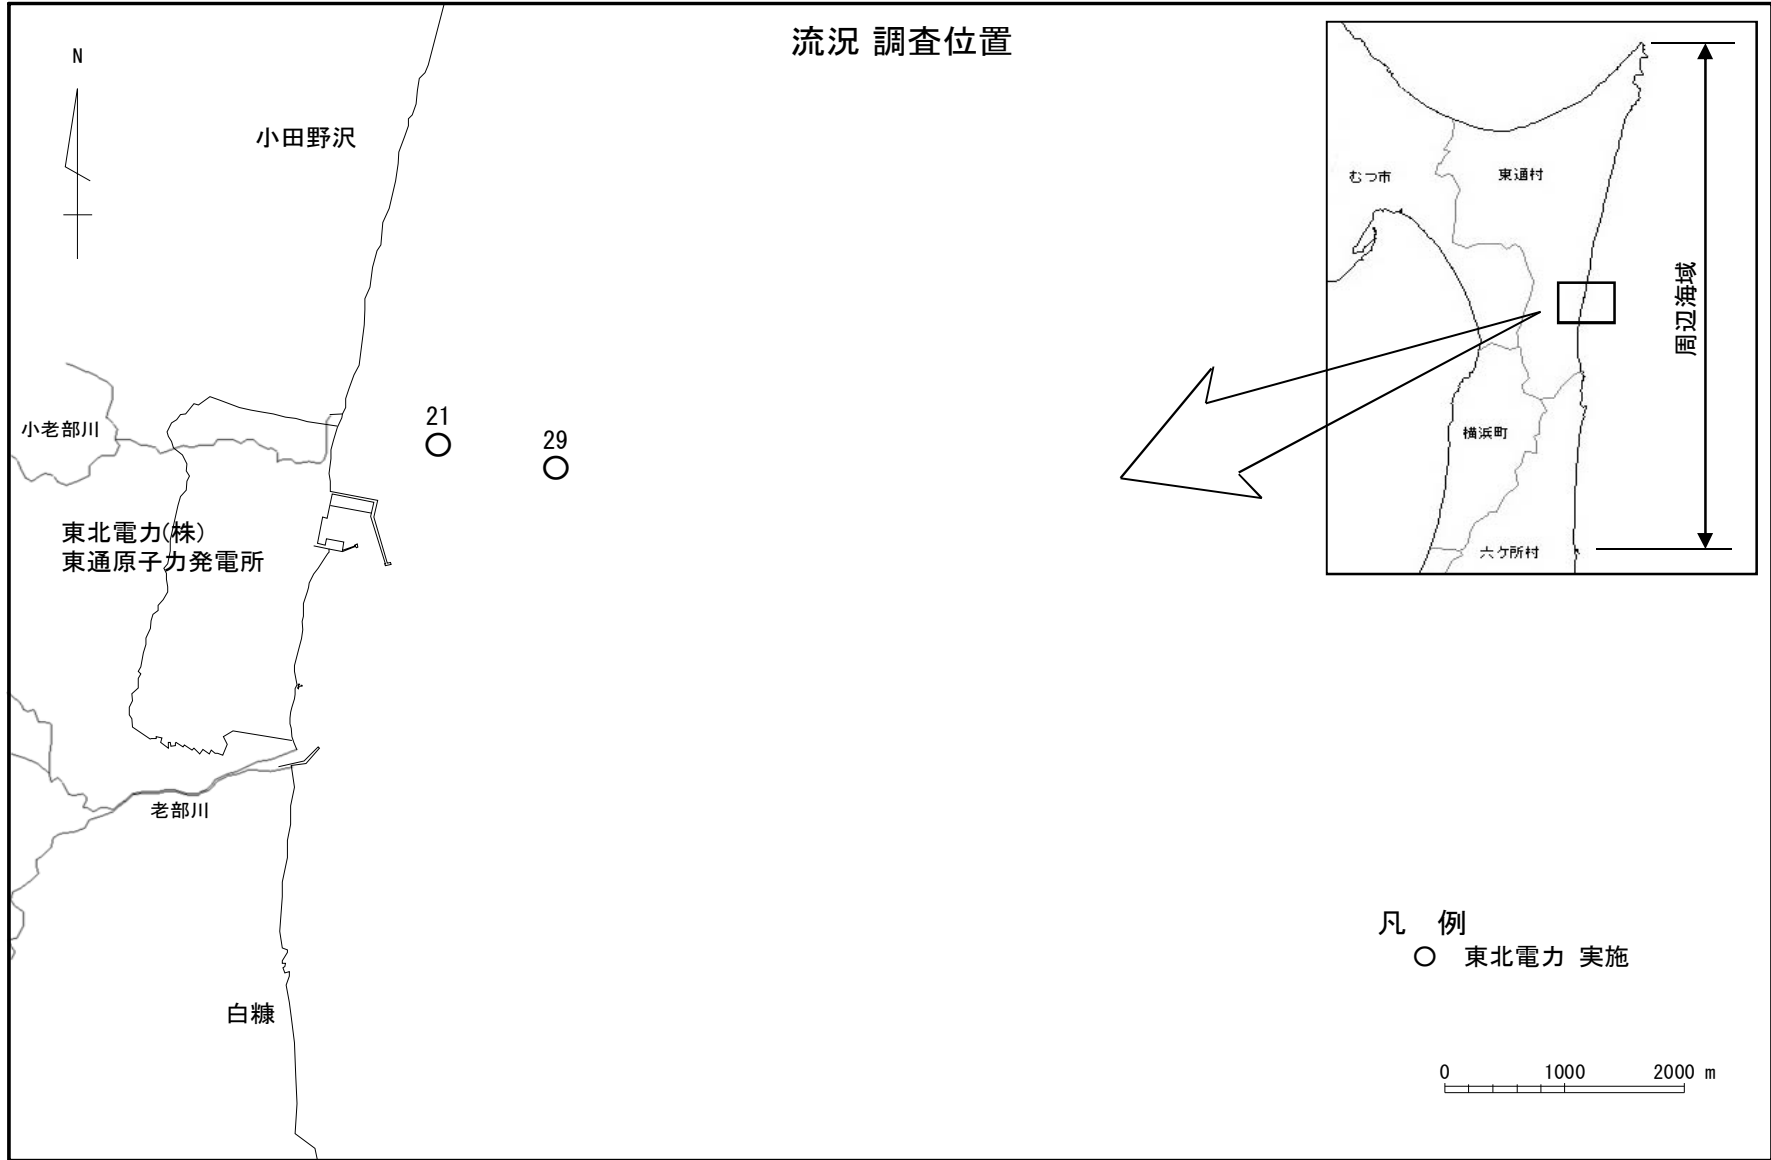 流況 調査位置
N
小田野沢
むつ市
東通村
周辺海域
横浜町
六ケ所村
21
29
小老部川
東北電力(株)
東通原子力発電所
老部川
白糠
凡 例
○ 東北電力 実施
0 1000 2000 m